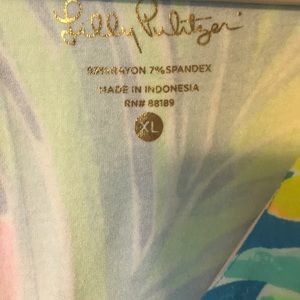 Lilly Pulitzer
93% RAYON 7% SPANDEX
MADE IN INDONESIA
RN# 88189
XL